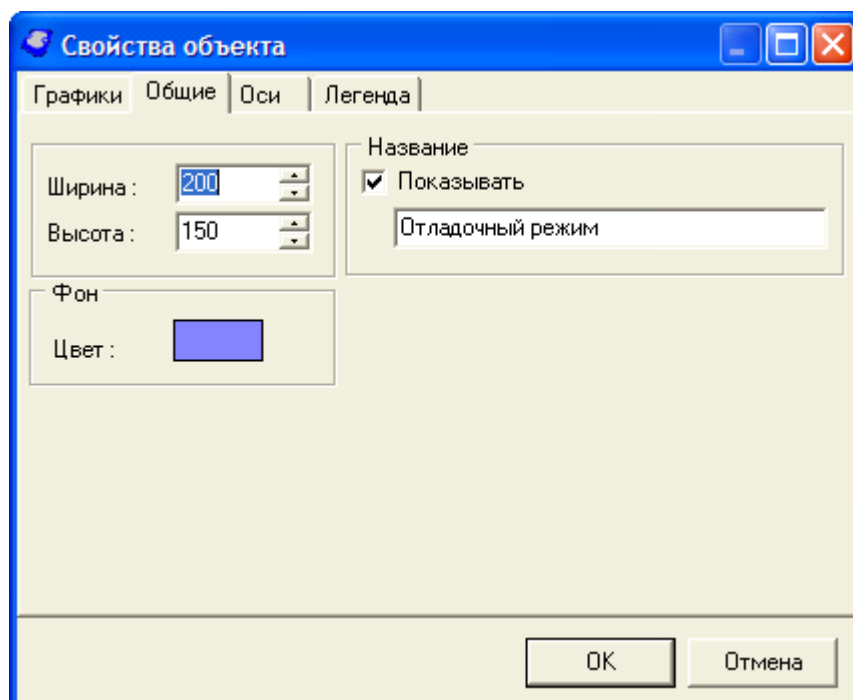 Свойства объекта
Графики Общие Оси Легенда
Название
Ширина : 200
Показывать
Высота : 150
Отладочный режим
Фон
Цвет :
OK Отмена